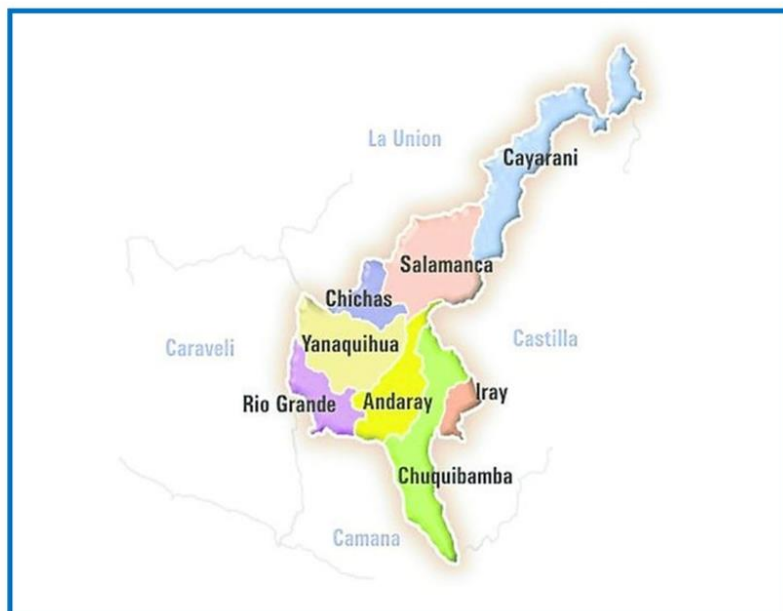 La Union
Cayarani
Salamanca
Chichas
Caraveli
Yanaquihua
Castilla
Rio Grande
Andaray
Iray
Chuquibamba
Camana